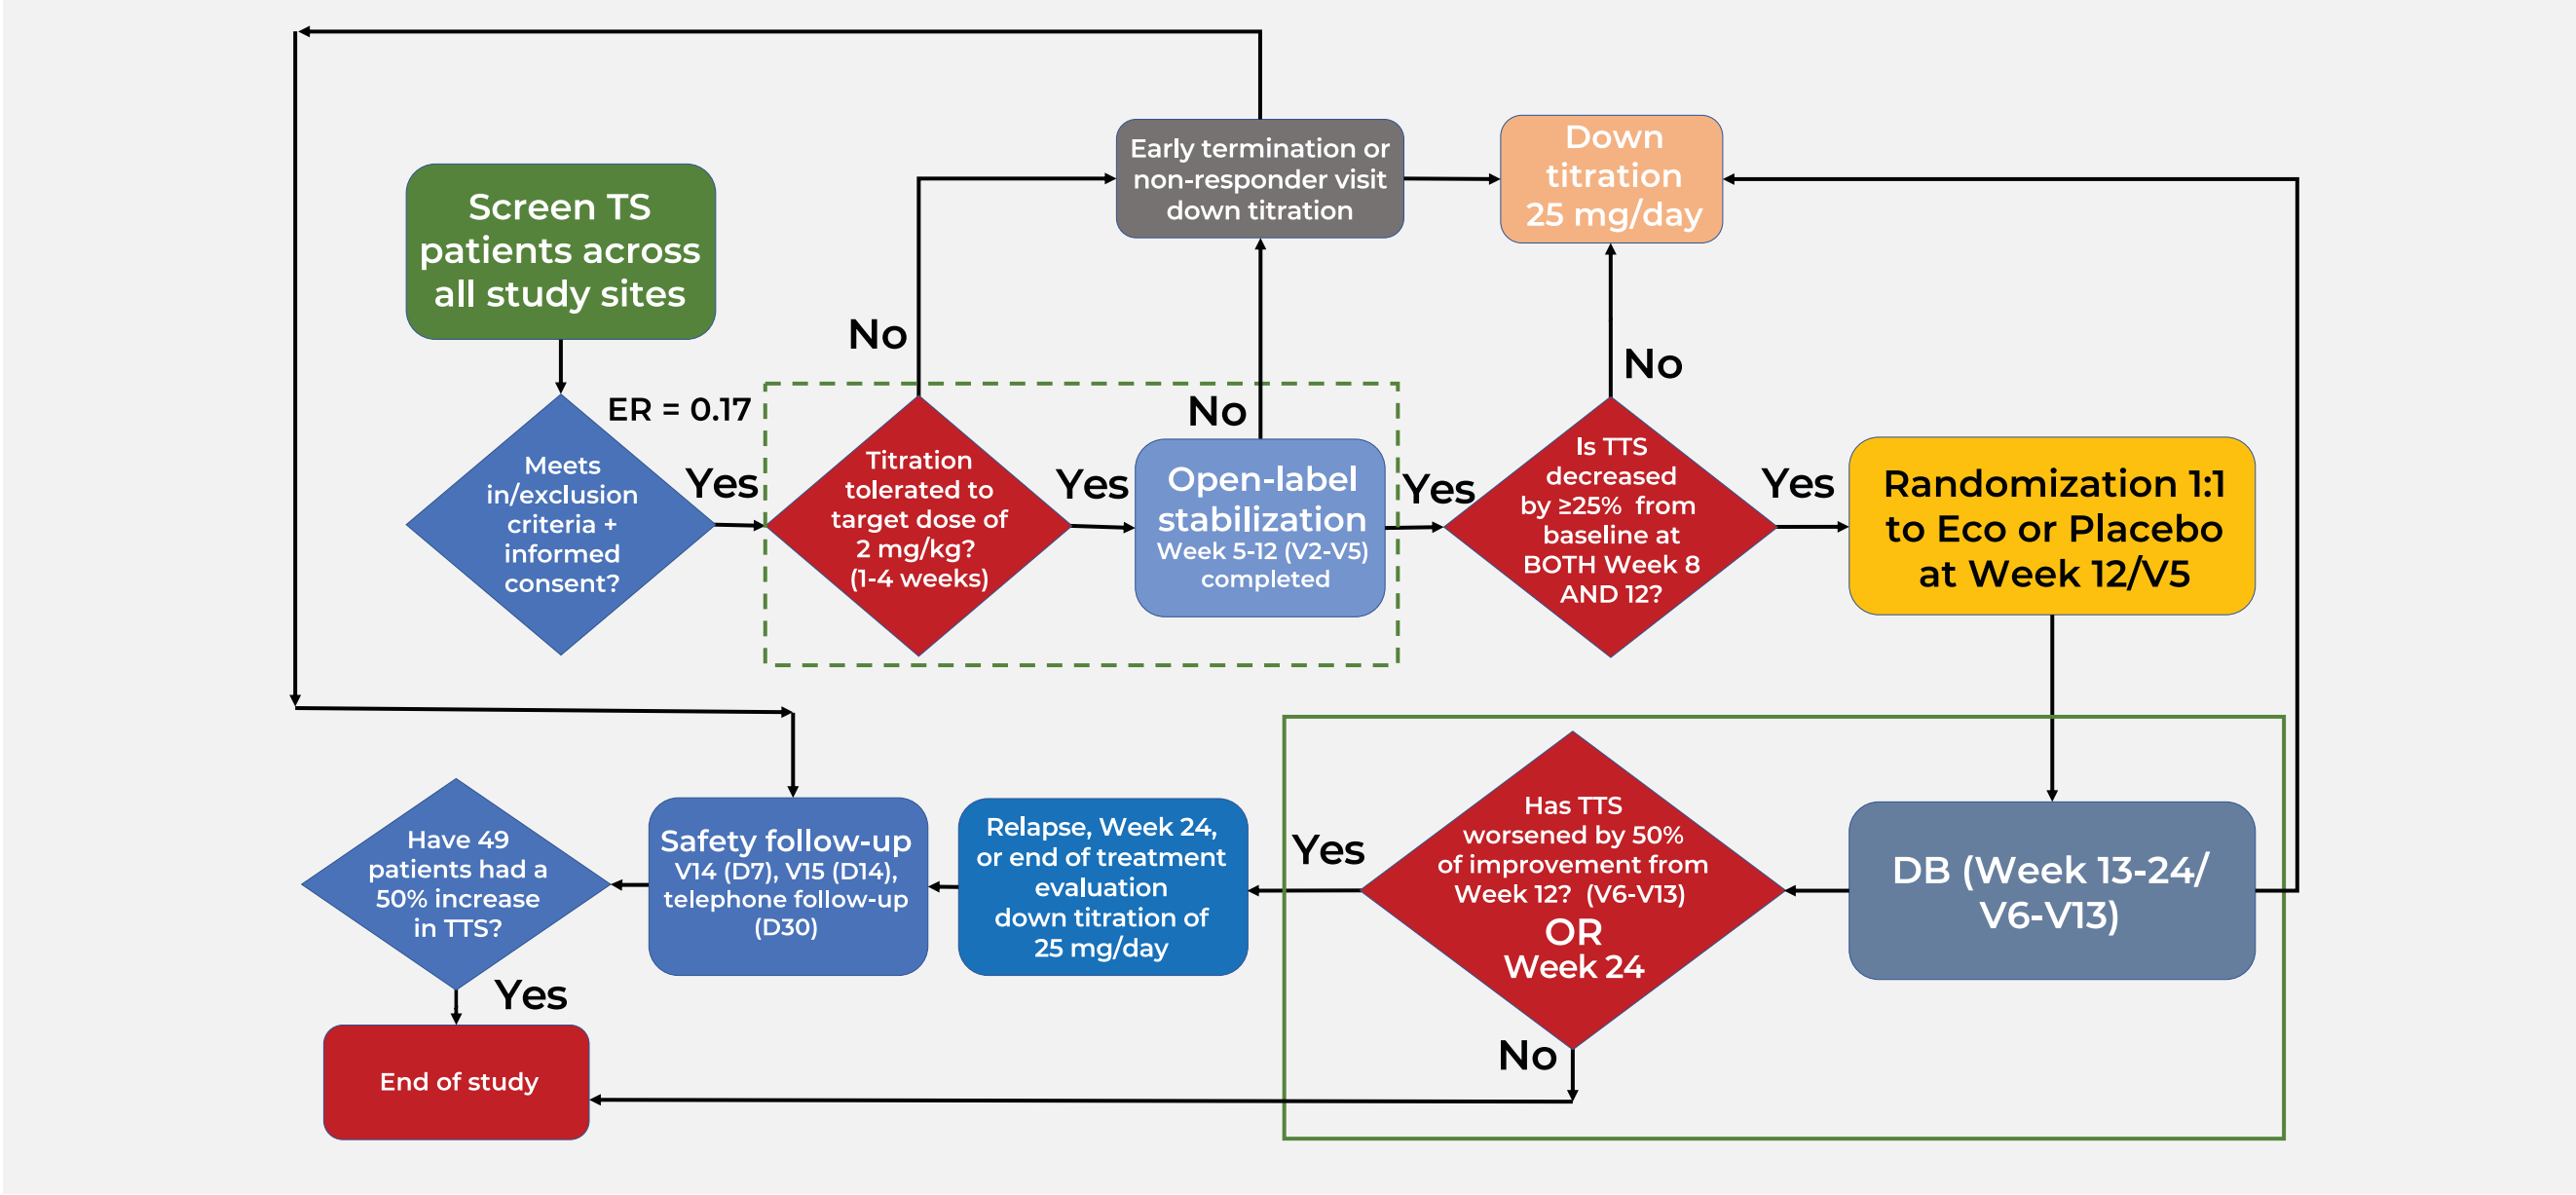 Screen TS
patients across
all study sites
Early termination or
non-responder visit
down titration
Down
titration
25 mg/day
No
No
No
ER = 0.17
Meets
in/exclusion
criteria +
informed
consent?
Yes
Titration
tolerated to
target dose of
2 mg/kg?
(1-4 weeks)
Yes
Open-label
stabilization
Week 5-12 (V2-V5)
completed
Yes
Is TTS
decreased
by ≥25% from
baseline at
BOTH Week 8
AND 12?
Yes
Randomization 1:1
to Eco or Placebo
at Week 12/V5
Have 49
patients had a
50% increase
in TTS?
Safety follow-up
V14 (D7), V15 (D14),
telephone follow-up
(D30)
Relapse, Week 24,
or end of treatment
evaluation
down titration of
25 mg/day
Yes
Has TTS
worsened by 50%
of improvement from
Week 12? (V6-V13)
OR
Week 24
DB (Week 13-24/
V6-V13)
Yes
No
End of study